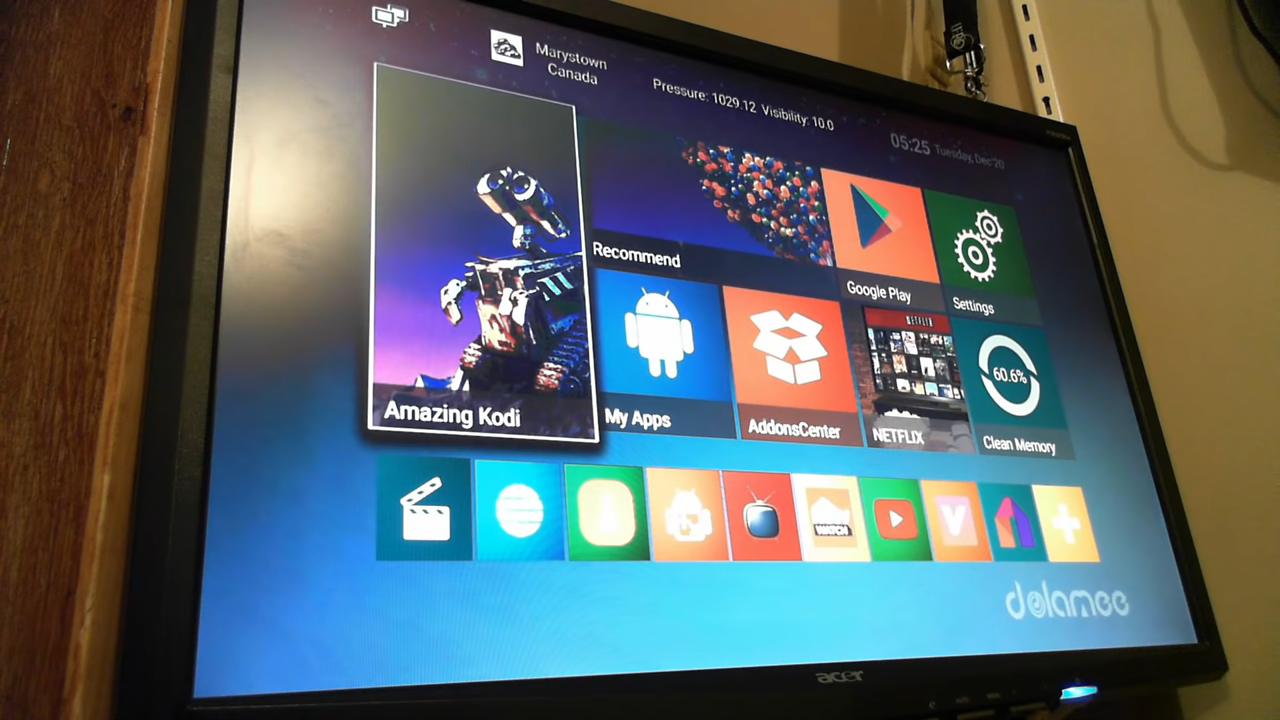 Marystown
Canada
Pressure: 1029.12 Visibility: 10.0
05:25 Tuesday, Dec 20
Recommend
Google Play
Settings
Amazing Kodi
My Apps
AddonsCenter
NETFLIX
NETFLIX
60.6%
Clean Memory
WATCH
V
dolamee
acer